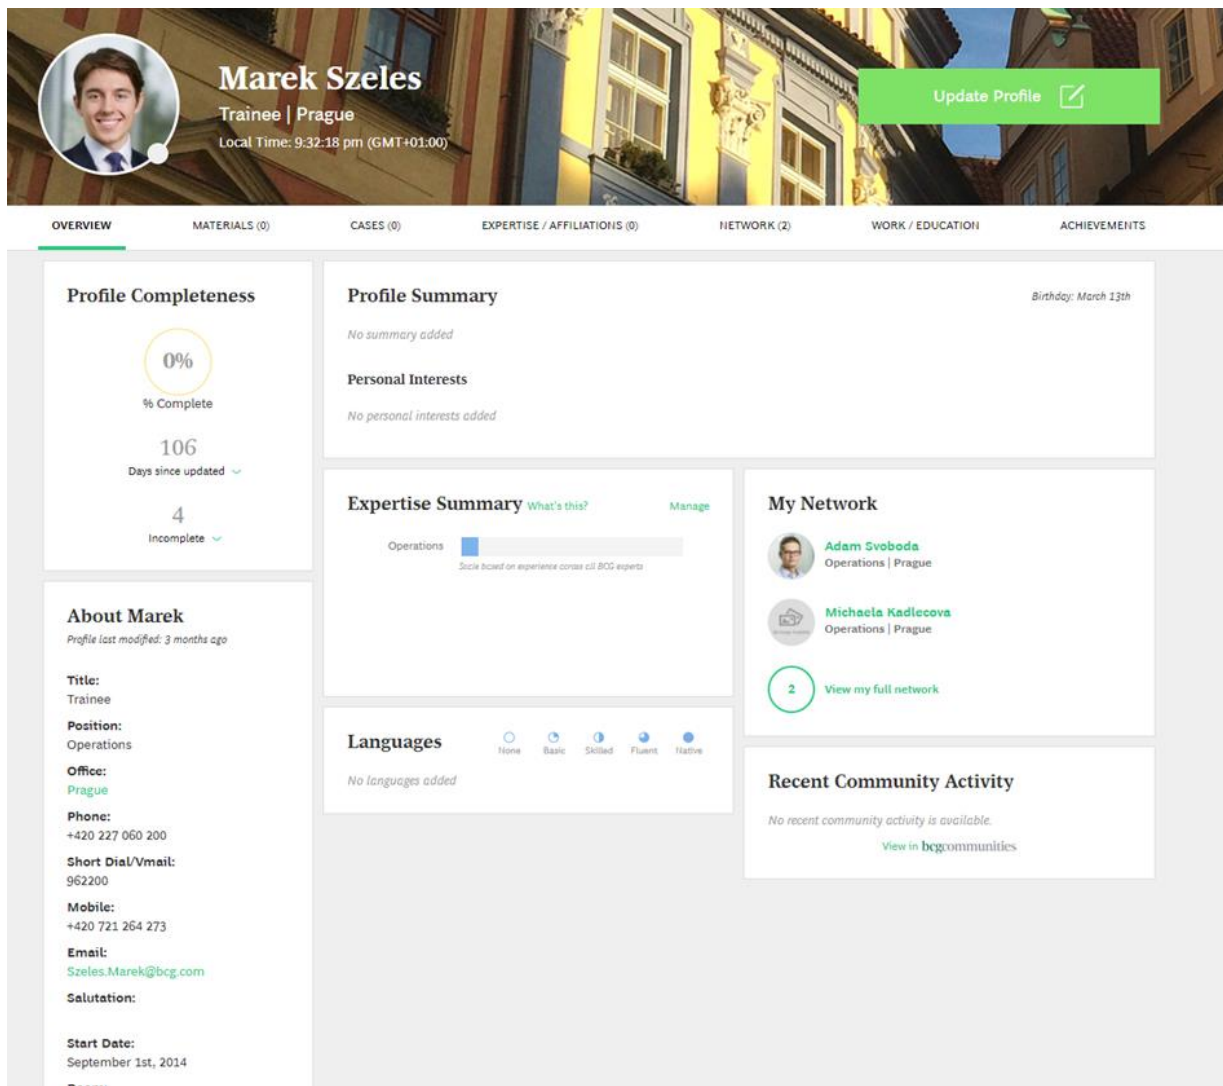 Marek Szeles
Trainee | Prague
Local Time: 9:32:18 pm (GMT+01:00)
Update Profile
OVERVIEW
MATERIALS (0)
CASES (0)
EXPERTISE / AFFILIATIONS (0)
NETWORK (2)
WORK / EDUCATION
ACHIEVEMENTS
Profile Completeness
0%
% Complete
106
Days since updated
4
Incomplete
About Marek
Profile last modified: 3 months ago
Title:
Trainee
Position:
Operations
Office:
Prague
Phone:
+420 227 060 200
Short Dial/Vmail:
962200
Mobile:
+420 721 264 273
Email:
Szeles.Marek@bcg.com
Salutation:
Start Date:
September 1st, 2014
Profile Summary
Birthday: March 13th
No summary added
Personal Interests
No personal interests added
Expertise Summary What's this?
Manage
Operations
based on experience across all BCG experts
Languages
None
Basic
Skilled
Fluent
Native
No languages added
My Network
Adam Svoboda
Operations | Prague
Michaela Kadlecova
Operations | Prague
2
View my full network
Recent Community Activity
No recent community activity is available.
View in bcgcommunities